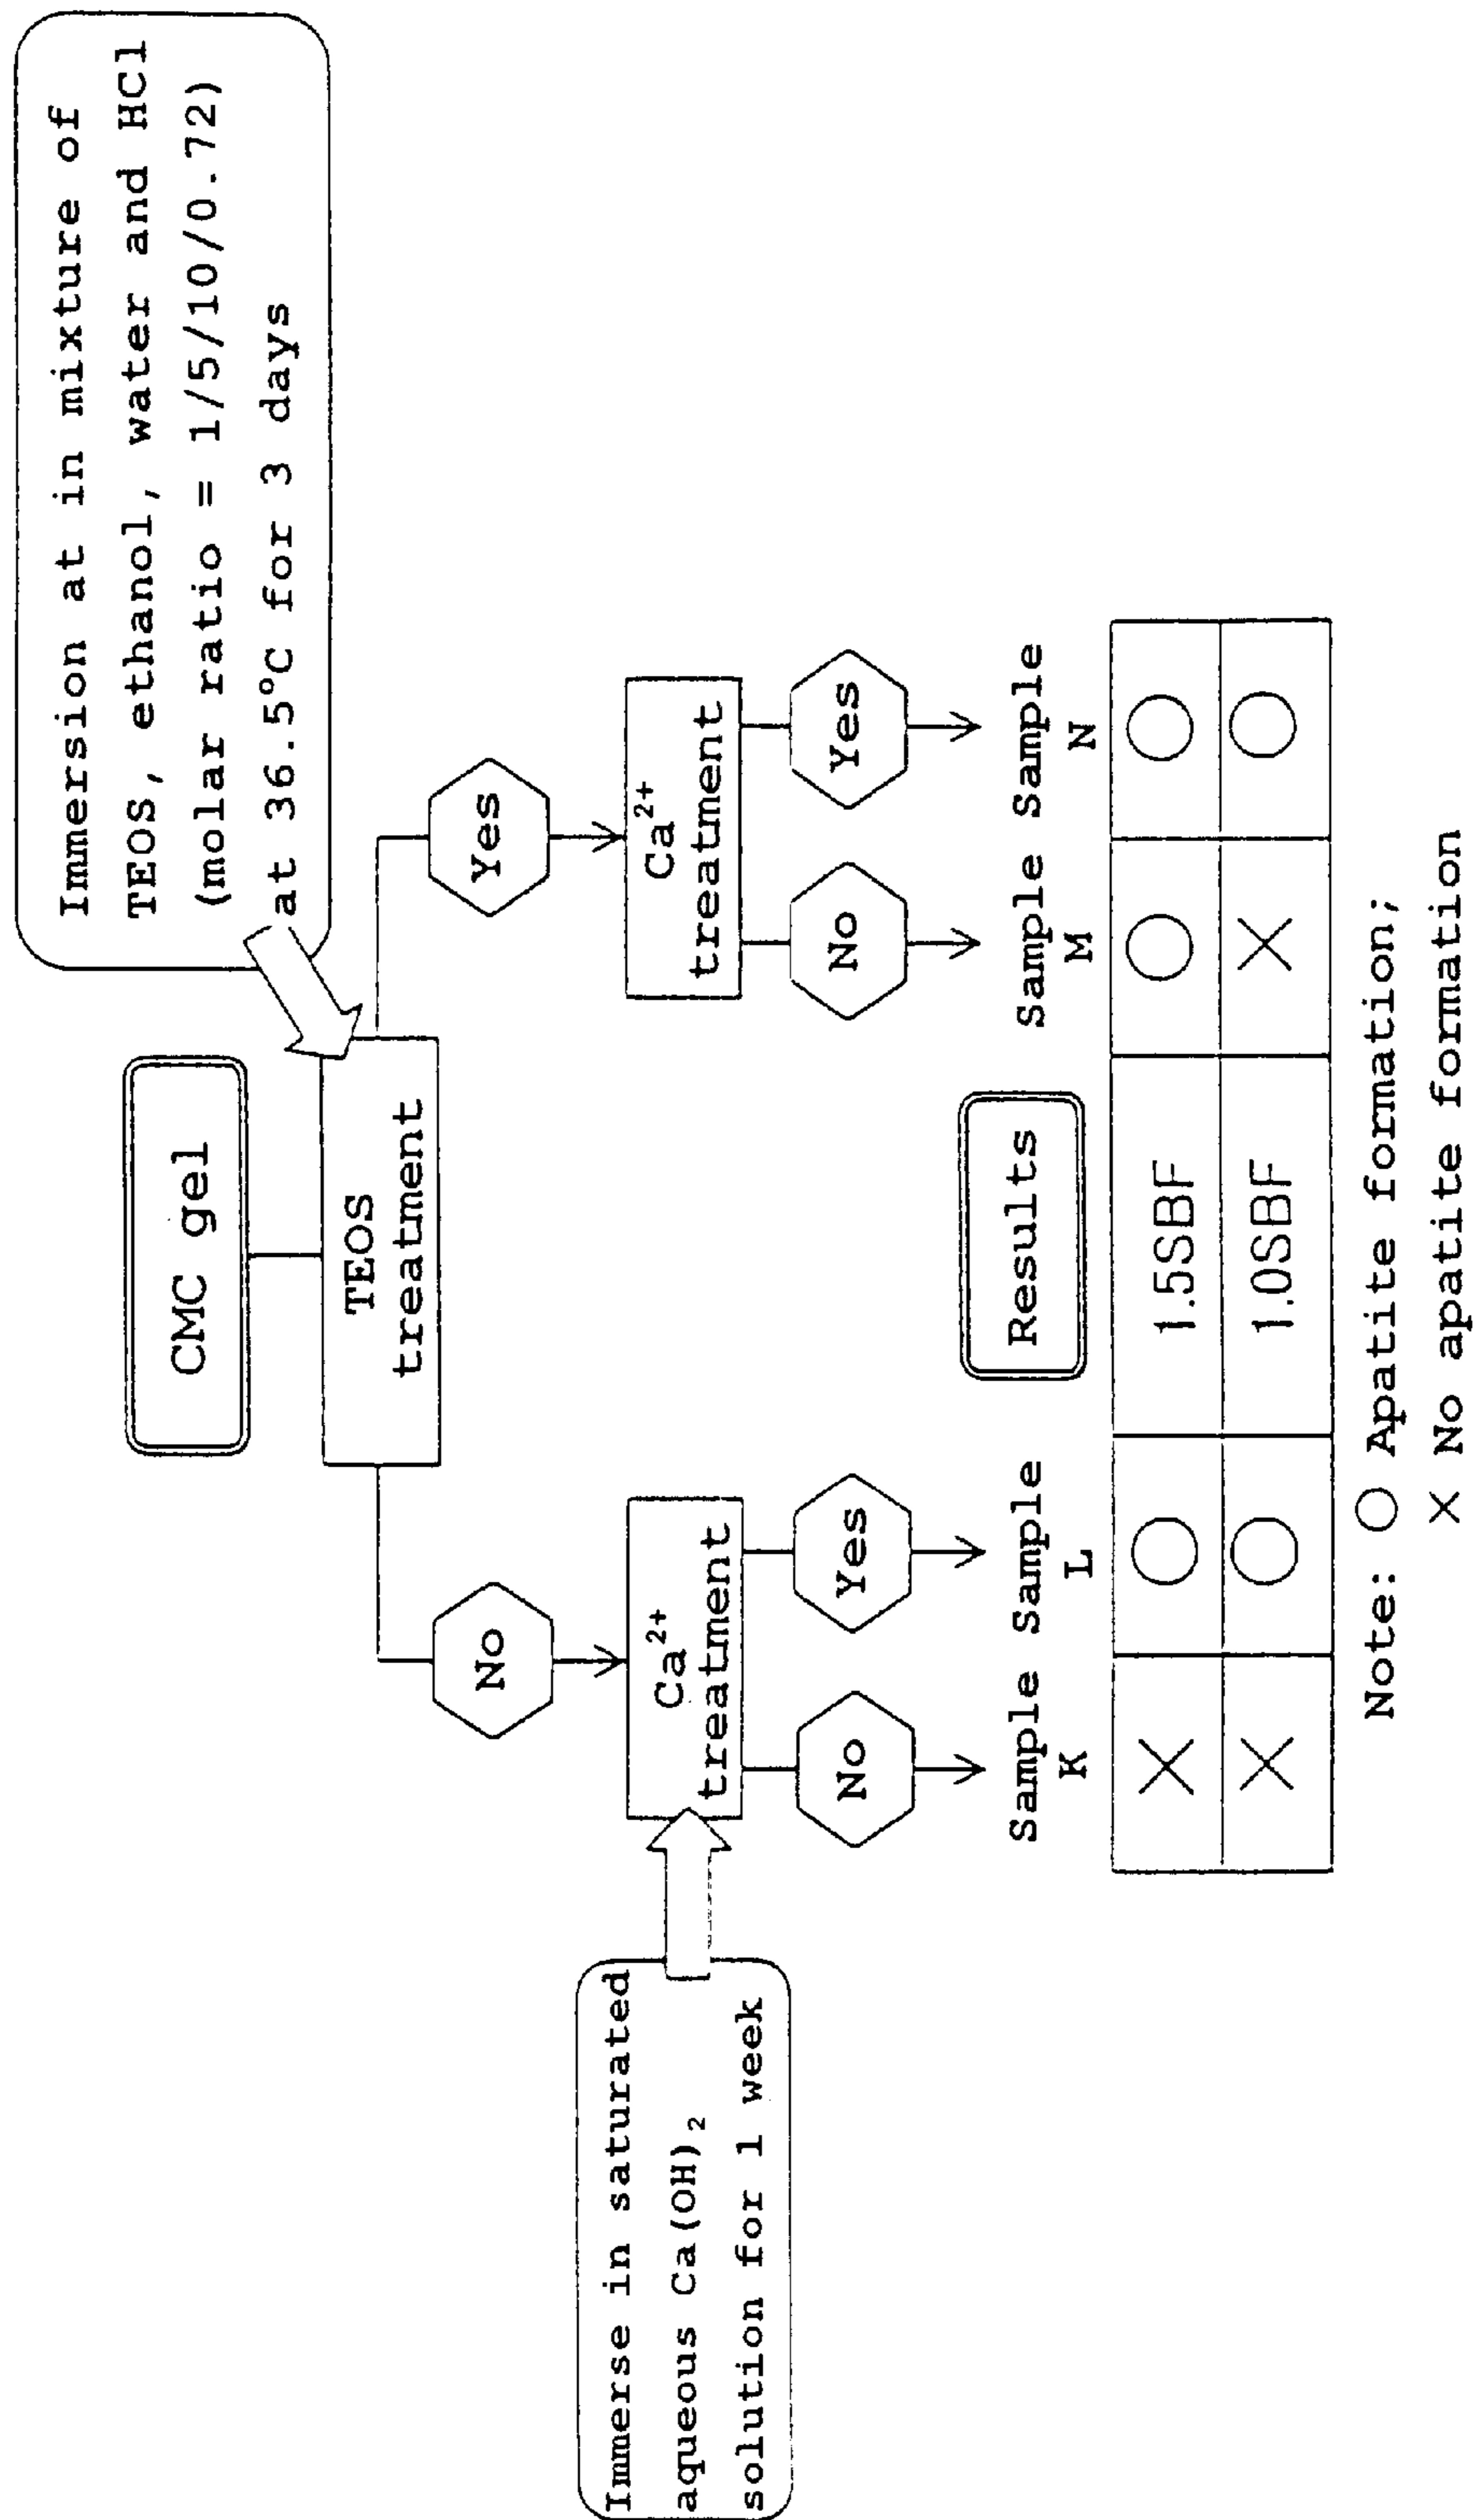 Immersion at in mixture of
TEOS, ethanol, water and HCl
(molar ratio = 1/5/10/0.72)
at 36.5°C for 3 days
CMC gel
TEOS
treatment
No
Yes
Immerse in saturated
aqueous Ca(OH)₂
solution for 1 week
Ca²⁺
treatment
Ca²⁺
treatment
No
Yes
No
Yes
Sample Sample
K L
Results
Sample Sample
M N
× ○ 1.5SBF ○ ○
× ○ 1.0SBF × ○
Note: ○ Apatite formation;
× No apatite formation